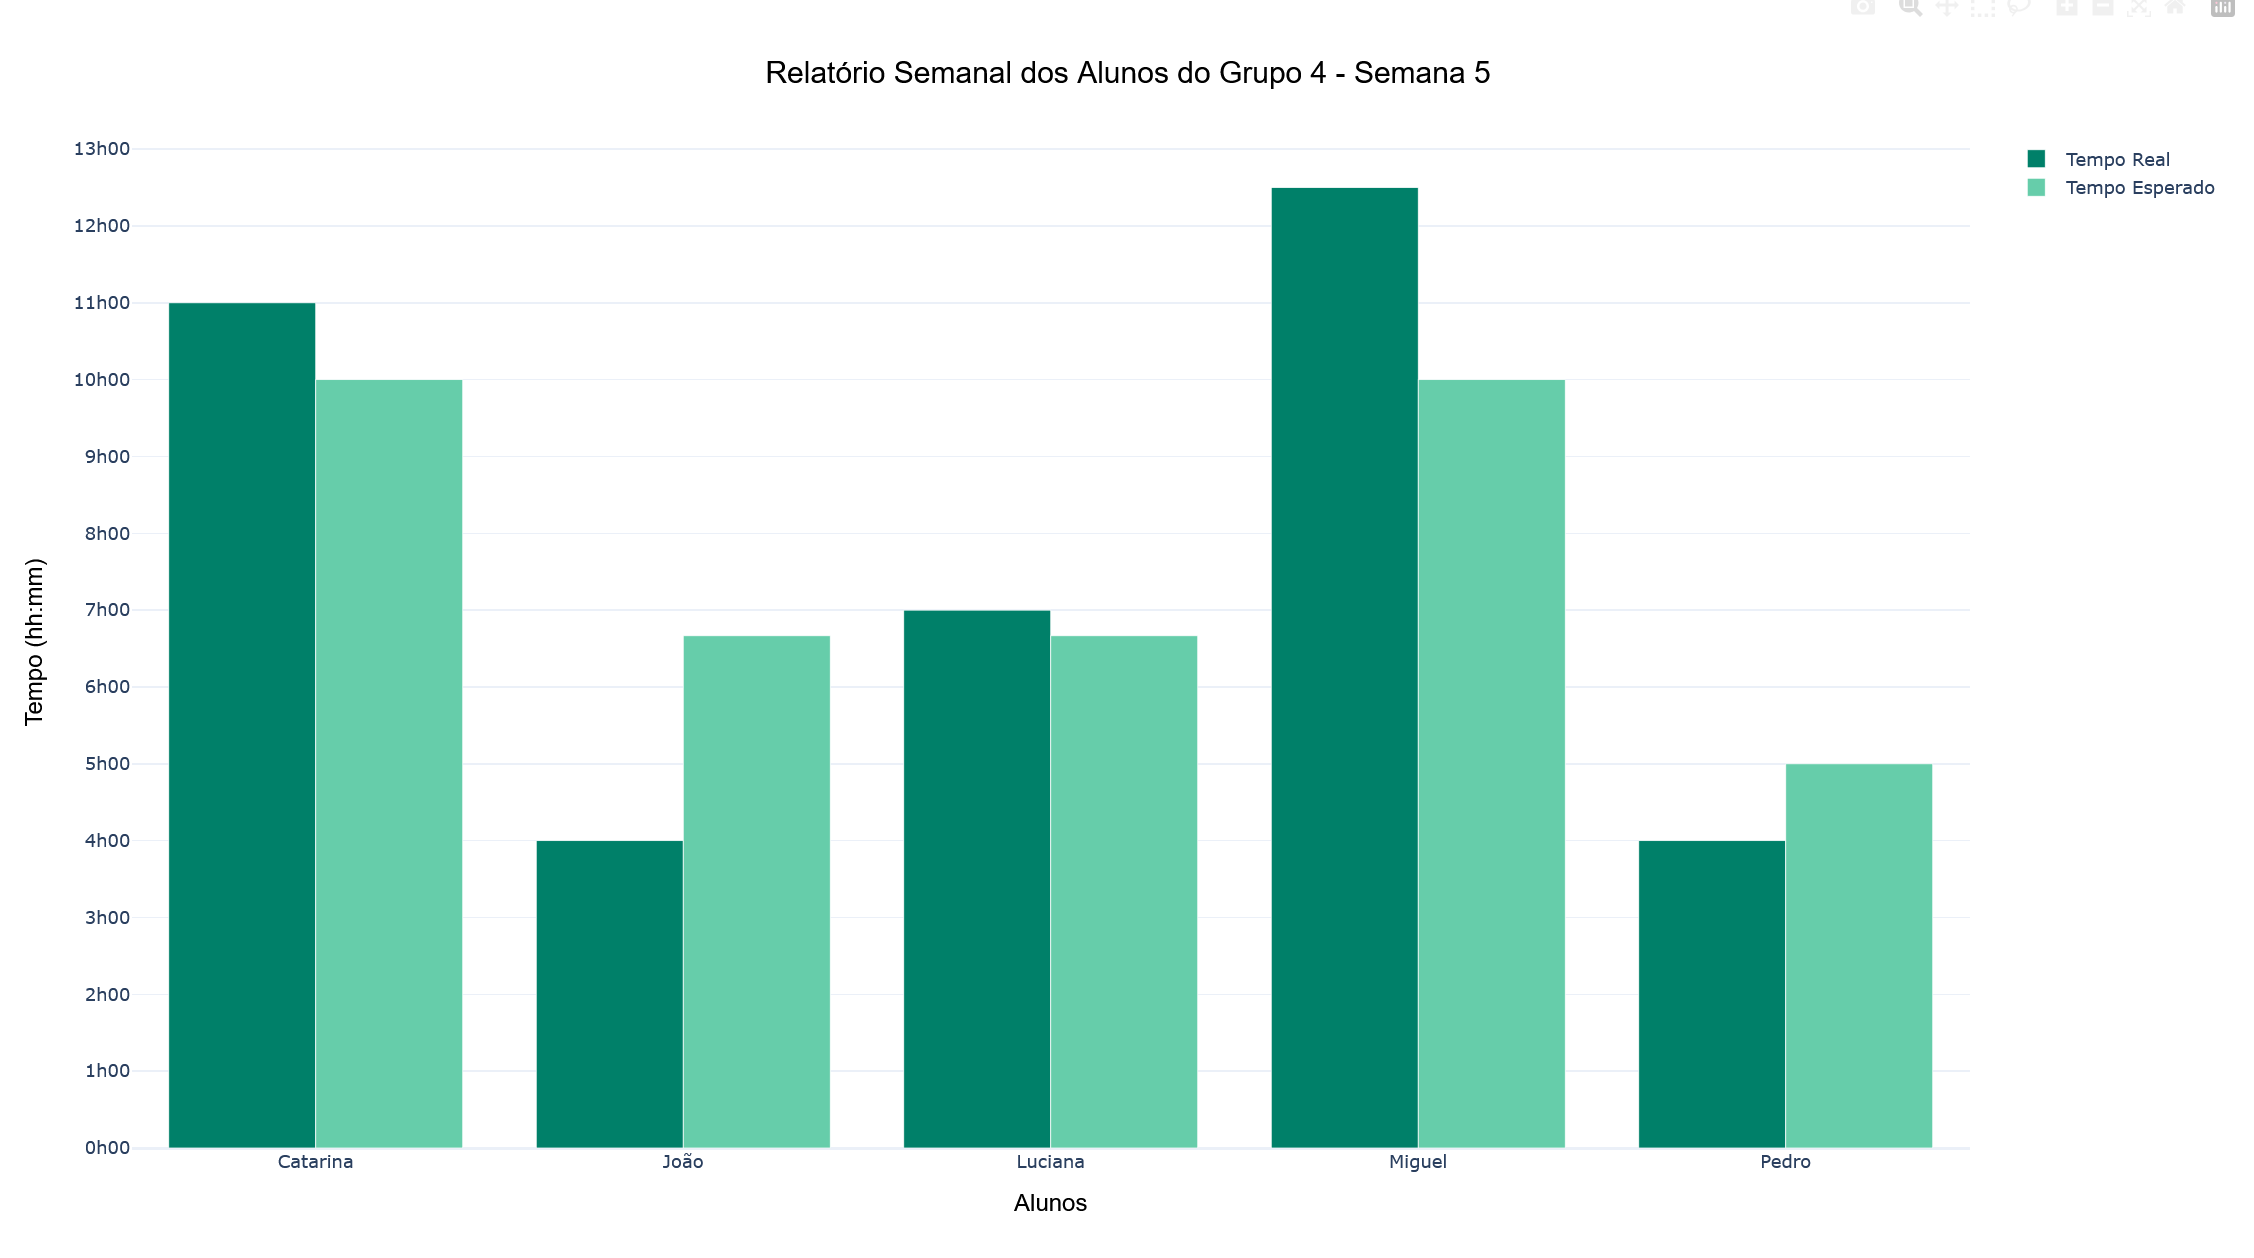 Relatório Semanal dos Alunos do Grupo 4 - Semana 5
Tempo Real
Tempo Esperado
Tempo (hh:mm)
13h00
12h00
11h00
10h00
9h00
8h00
7h00
6h00
5h00
4h00
3h00
2h00
1h00
0h00
Catarina
João
Luciana
Miguel
Pedro
Alunos